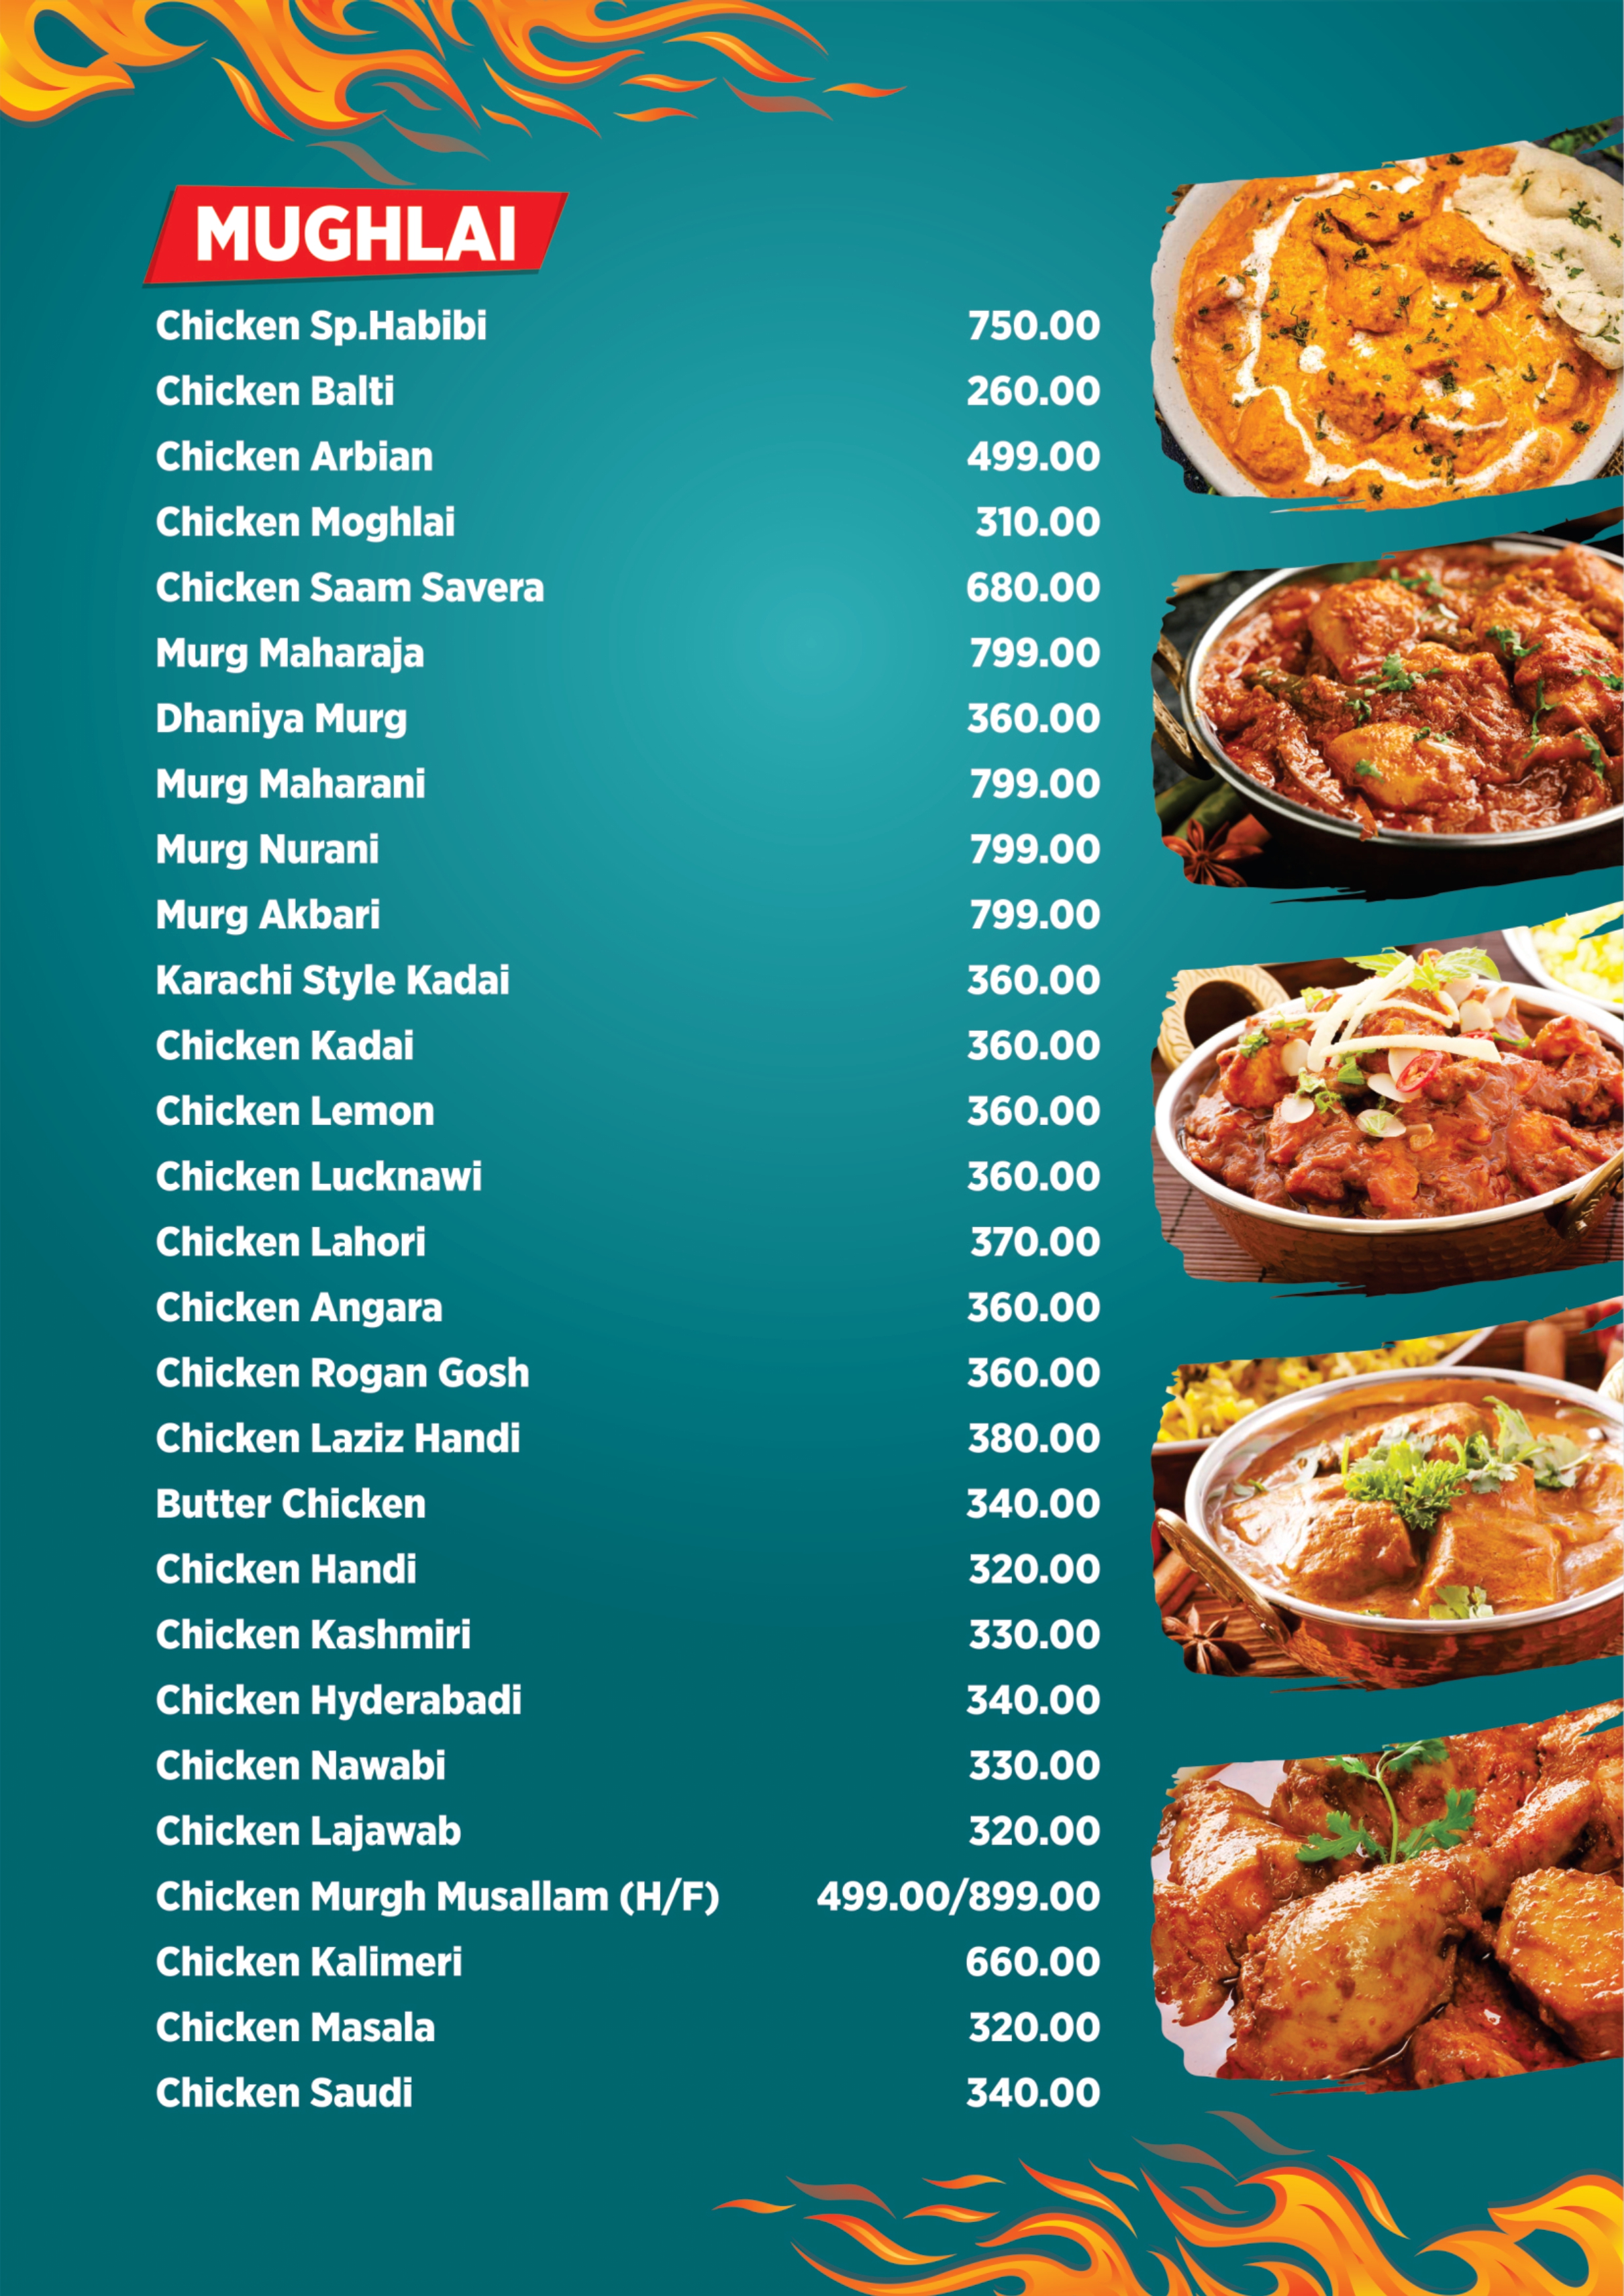 MUGHLAI
Chicken Sp.Habibi 750.00
Chicken Balti 260.00
Chicken Arbian 499.00
Chicken Moghlai 310.00
Chicken Saam Savera 680.00
Murg Maharaja 799.00
Dhaniya Murg 360.00
Murg Maharani 799.00
Murg Nurani 799.00
Murg Akbari 799.00
Karachi Style Kadai 360.00
Chicken Kadai 360.00
Chicken Lemon 360.00
Chicken Lucknawi 360.00
Chicken Lahori 370.00
Chicken Angara 360.00
Chicken Rogan Gosh 360.00
Chicken Laziz Handi 380.00
Butter Chicken 340.00
Chicken Handi 320.00
Chicken Kashmiri 330.00
Chicken Hyderabadi 340.00
Chicken Nawabi 330.00
Chicken Lajawab 320.00
Chicken Murgh Musallam (H/F) 499.00/899.00
Chicken Kalimeri 660.00
Chicken Masala 320.00
Chicken Saudi 340.00